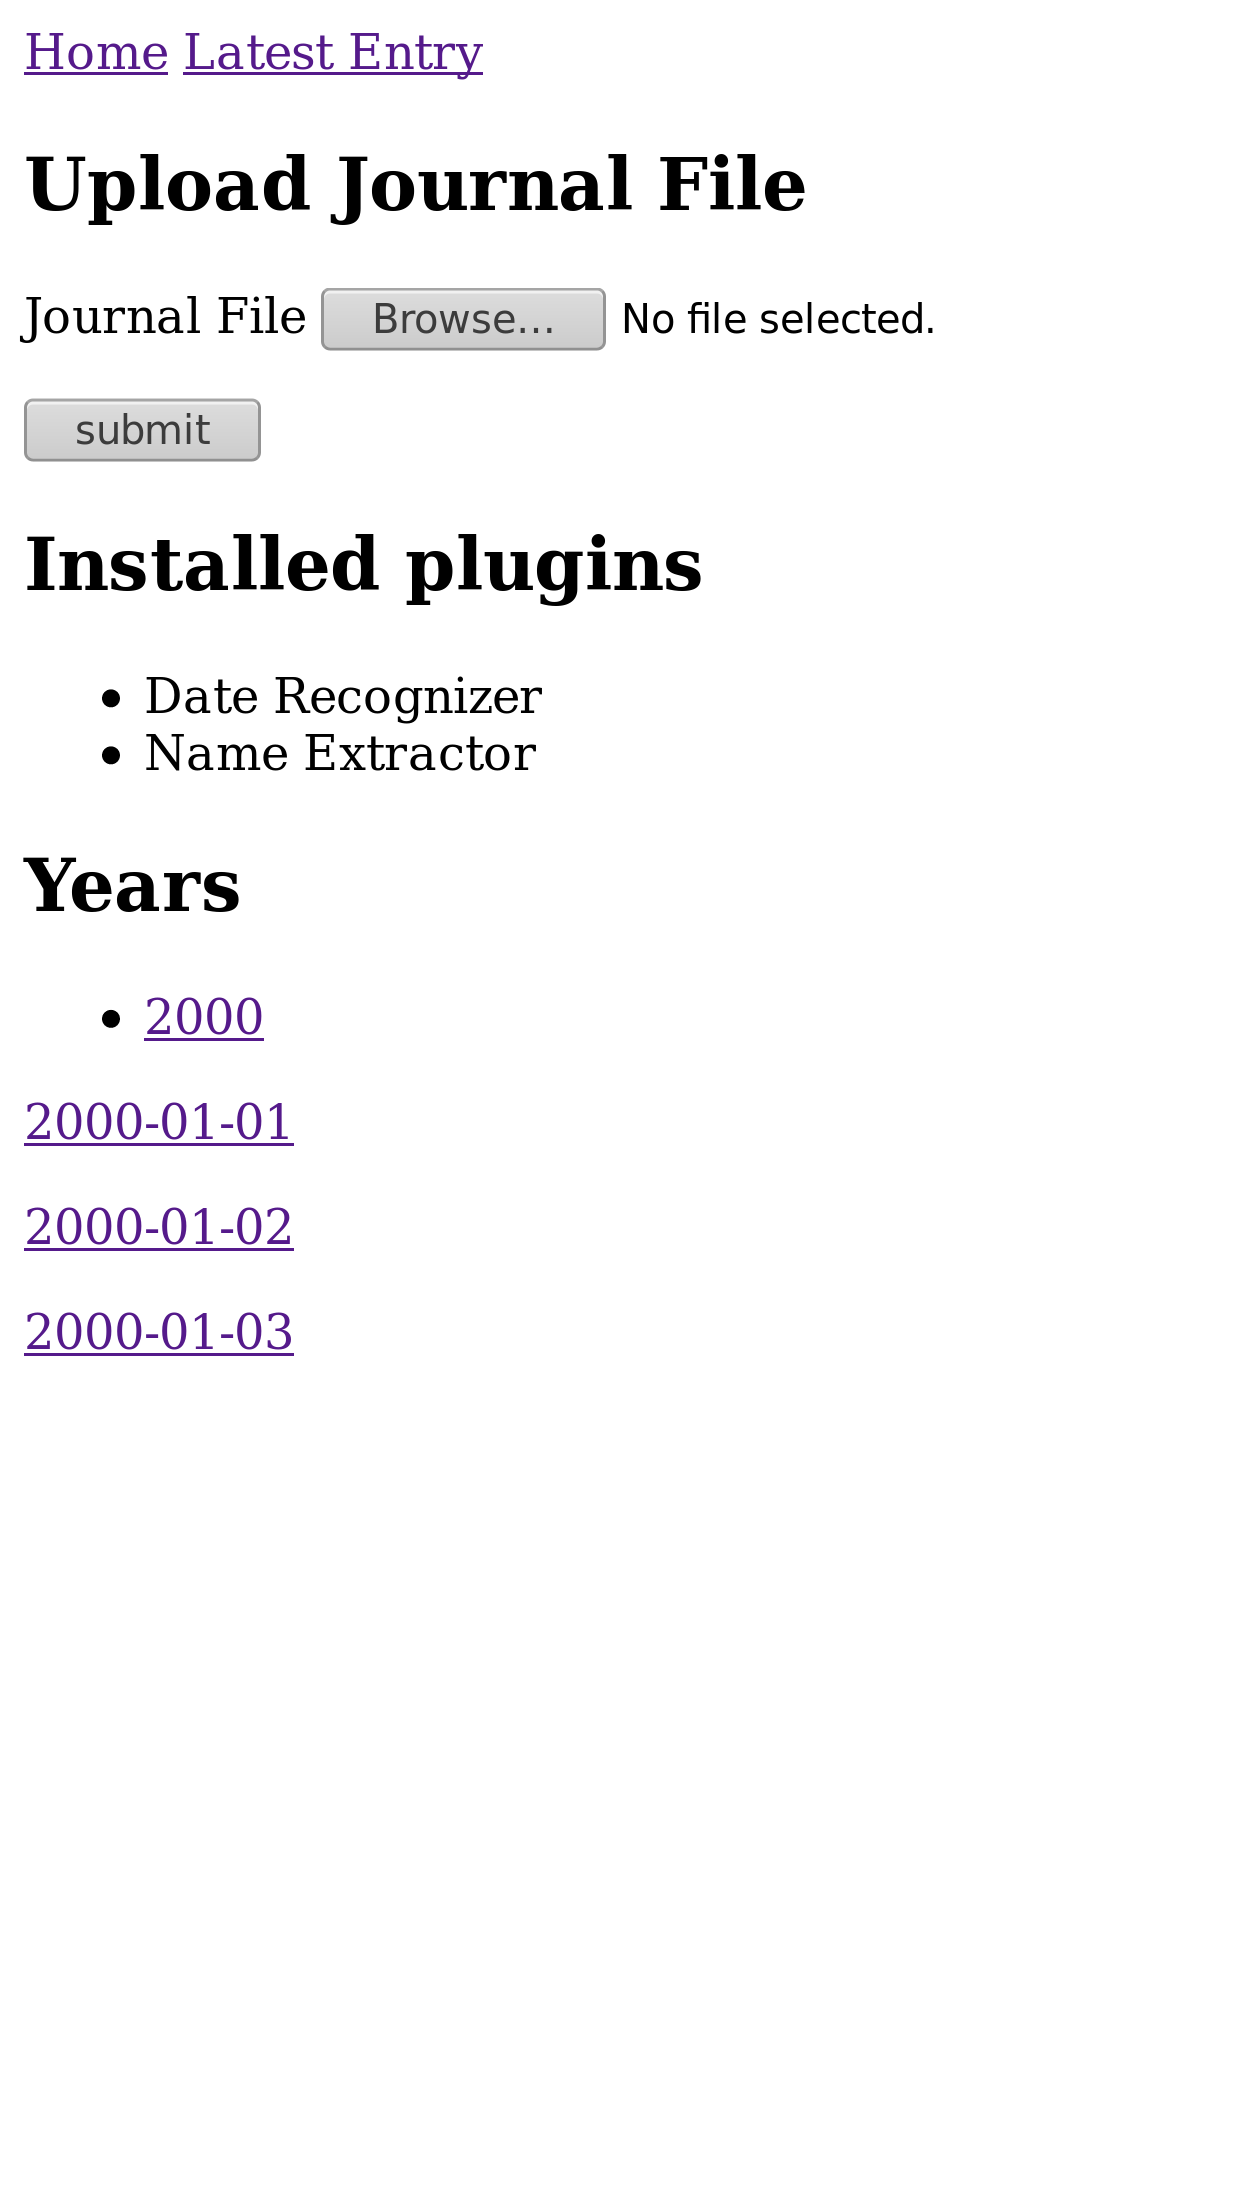 Home Latest Entry
Upload Journal File
Journal File Browse... No file selected.
submit
Installed plugins
Date Recognizer
Name Extractor
Years
2000
2000-01-01
2000-01-02
2000-01-03